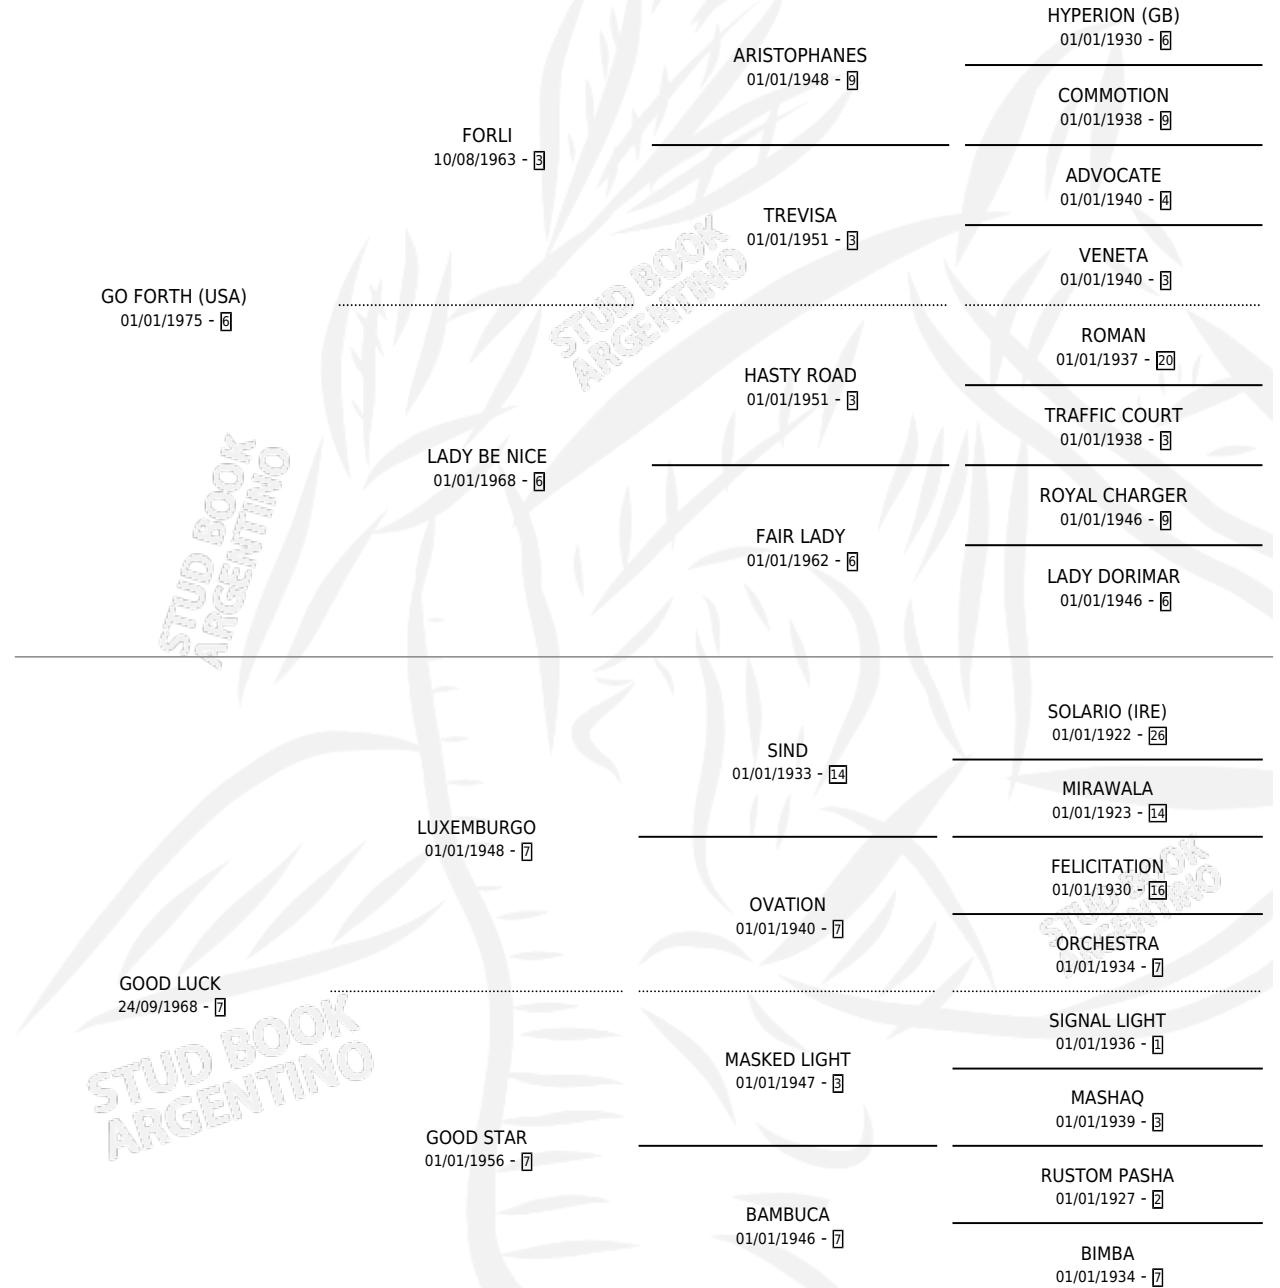 HYPERION (GB)
01/01/1930 - 6
ARISTOPHANES
01/01/1948 - 9
COMMOTION
01/01/1938 - 9
FORLI
10/08/1963 - 3
ADVOCATE
01/01/1940 - 4
TREVISA
01/01/1951 - 3
VENETA
01/01/1940 - 3
GO FORTH (USA)
01/01/1975 - 6
ROMAN
01/01/1937 - 20
HASTY ROAD
01/01/1951 - 3
TRAFFIC COURT
01/01/1938 - 3
LADY BE NICE
01/01/1968 - 6
ROYAL CHARGER
01/01/1946 - 9
FAIR LADY
01/01/1962 - 6
LADY DORIMAR
01/01/1946 - 6
STUD BOOK
ARGENTINO
STUD BOOK
ARGENTINO
SOLARIO (IRE)
01/01/1922 - 26
SIND
01/01/1933 - 14
MIRAWALA
01/01/1923 - 14
LUXEMBURGO
01/01/1948 - 7
FELICITATION
01/01/1930 - 16
OVATION
01/01/1940 - 7
ORCHESTRA
01/01/1934 - 7
STUD BOOK
ARGENTINO
GOOD LUCK
24/09/1968 - 7
SIGNAL LIGHT
01/01/1936 - 1
MASKED LIGHT
01/01/1947 - 3
MASHAQ
01/01/1939 - 3
STUD BOOK
ARGENTINO
GOOD STAR
01/01/1956 - 7
RUSTOM PASHA
01/01/1927 - 2
BAMBUCA
01/01/1946 - 7
BIMBA
01/01/1934 - 7